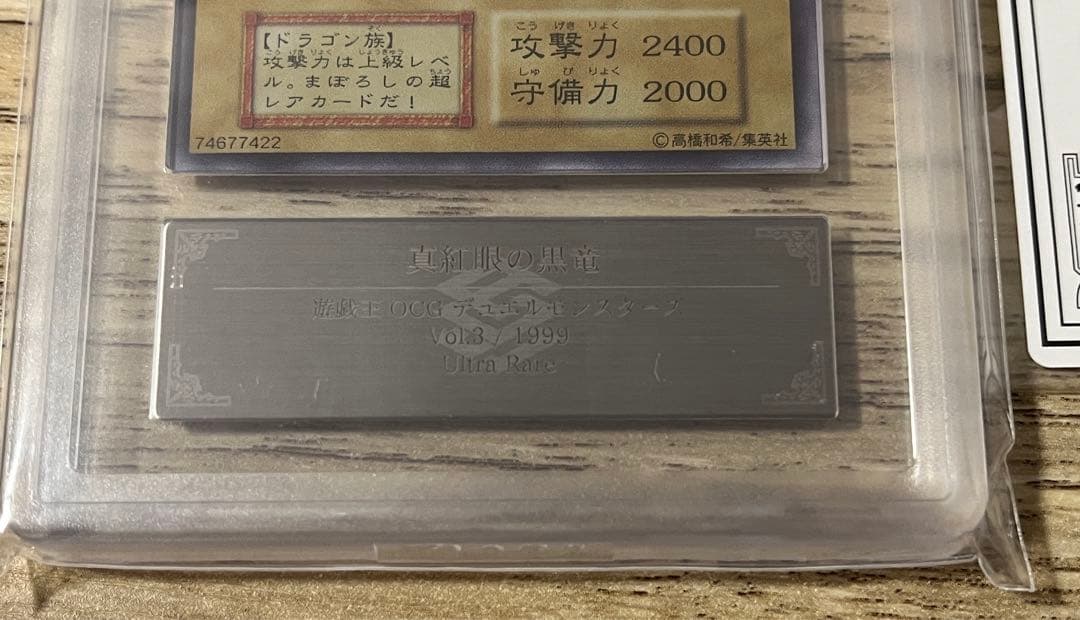 【ドラゴン族】
攻撃力は上級レベ
ル。まぼろしの超
レアカードだ!
攻撃力 2400
守備力 2000
74677422
©高橋和希/集英社
真紅眼の黒竜
遊戯王 OCG デュエルモンスターズ
Vol.3 / 1999
Ultra Rare